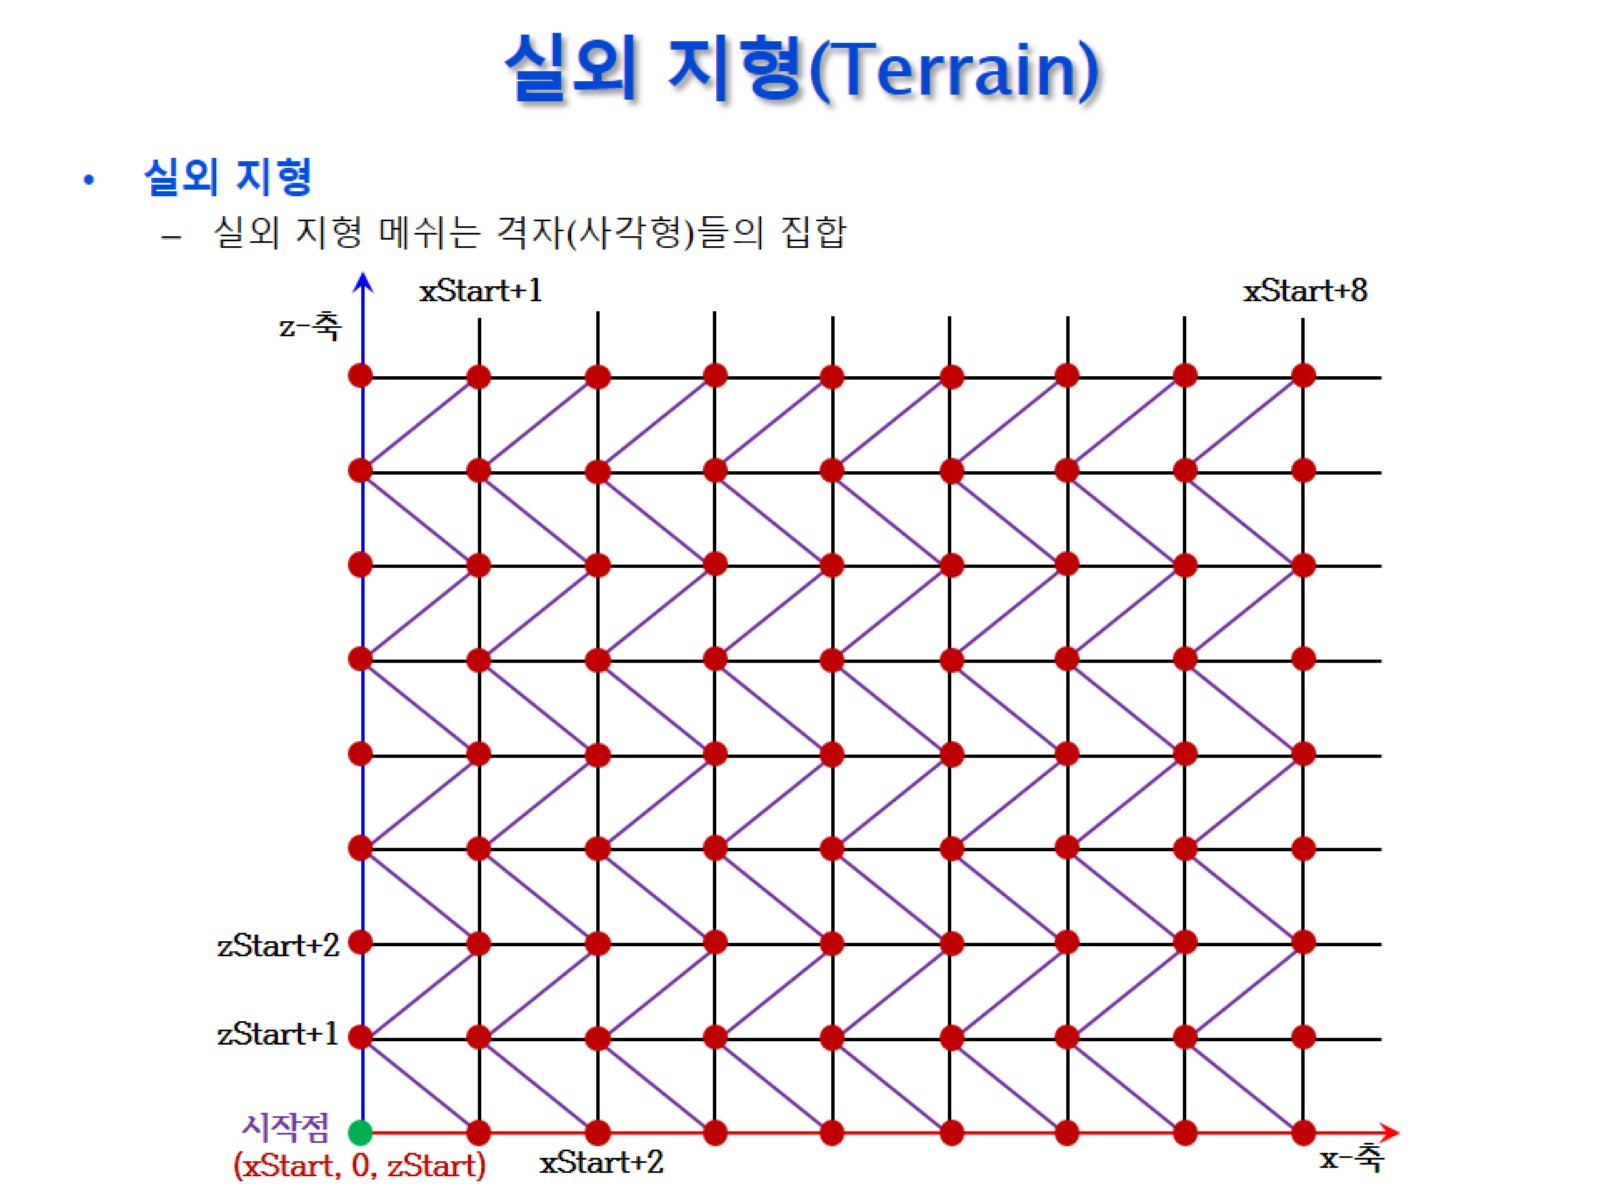 실외 지형(Terrain)
• 실외 지형
– 실외 지형 메쉬는 격자(사각형)들의 집합
xStart+1
xStart+8
z-축
zStart+2
zStart+1
시작점
(xStart, 0, zStart)
xStart+2
x-축